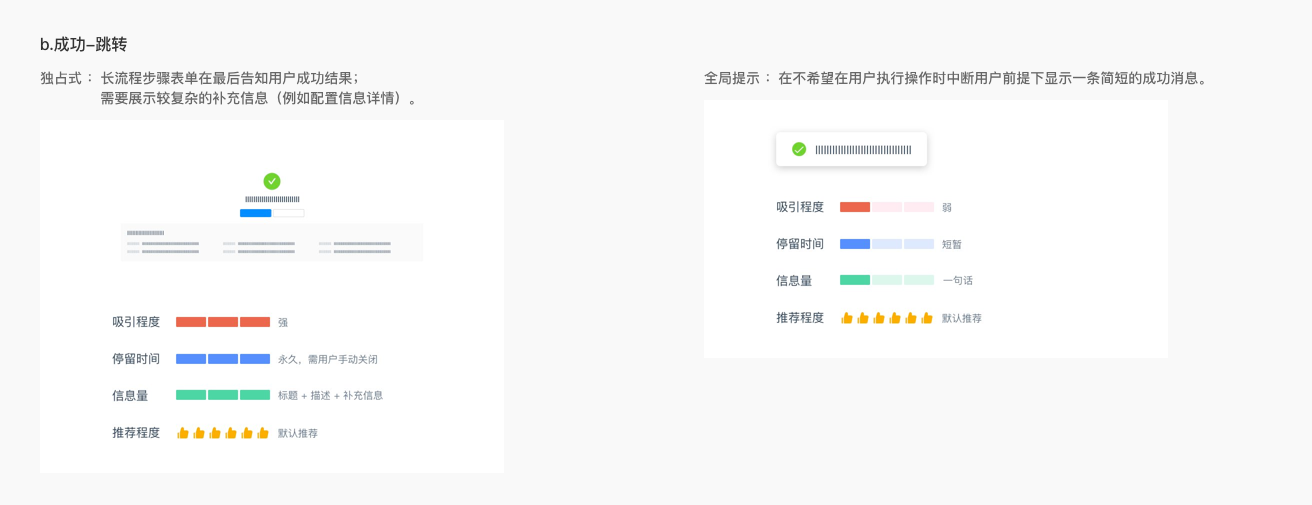 b.成功–跳转
独占式： 长流程步骤表单在最后告知用户成功结果；
需要展示较复杂的补充信息（例如配置信息详情）。
吸引程度 强
停留时间 永久，需用户手动关闭
信息量 标题 + 描述 + 补充信息
推荐程度 默认推荐
全局提示： 在不希望在用户执行操作时中断用户前提下显示一条简短的成功消息。
吸引程度 弱
停留时间 短暂
信息量 一句话
推荐程度 默认推荐